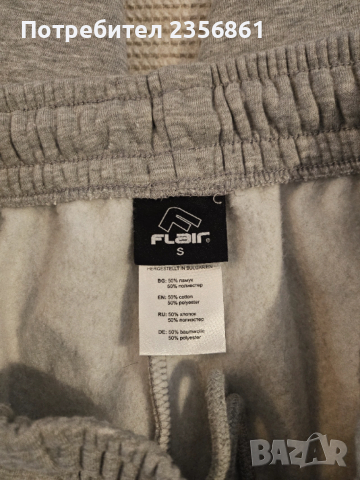 Потребител 2356861
FLAIR®
S
HERGESTELLT IN BULGARIEN
BG: 50% памук
50% полиестер
EN: 50% cotton
50% polyester
RU: 50% хлопок
50% полиэстер
DE: 50% baumwolle
50% polyester
BAZAR